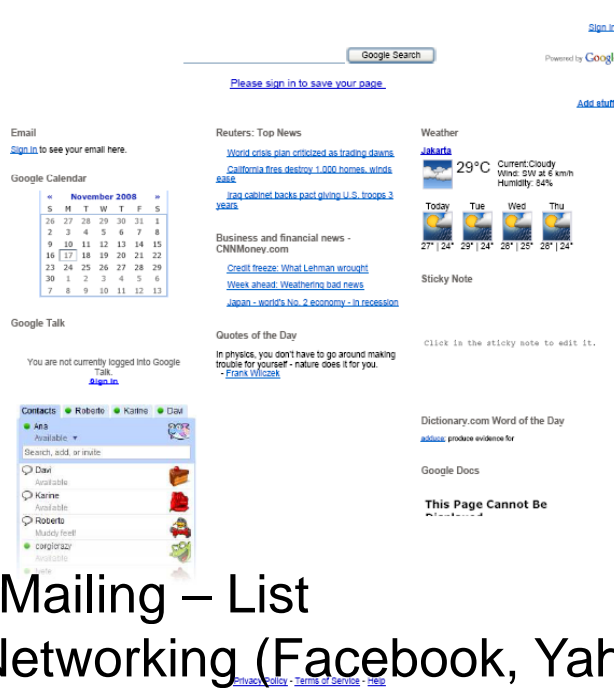 Sign in
Google Search
Powered by Google
Please sign in to save your page
Add stuff
Email
Sign in to see your email here.
Google Calendar
« November 2008 »
S M T W T F S
26 27 28 29 30 31 1
2 3 4 5 6 7 8
9 10 11 12 13 14 15
16 17 18 19 20 21 22
23 24 25 26 27 28 29
30 1 2 3 4 5 6
7 8 9 10 11 12 13
Google Talk
You are not currently logged into Google
Talk.
Sign in
Contacts Roberto Karine Davi
Ana
Available
Search, add, or invite
Davi
Available
Karine
Available
Roberto
Muddy feet!
corgicrazy
Available
Reuters: Top News
World crisis plan criticized as trading dawns
California fires destroy 1,000 homes, winds
ease
Iraq cabinet backs pact giving U.S. troops 3
years
Business and financial news -
CNNMoney.com
Credit freeze: What Lehman wrought
Week ahead: Weathering bad news
Japan - world's No. 2 economy - in recession
Quotes of the Day
In physics, you don't have to go around making
trouble for yourself - nature does it for you.
- Frank Wilczek
Weather
Jakarta
29°C
Current:Cloudy
Wind: SW at 6 km/h
Humidity: 84%
Today Tue Wed Thu
27° | 24° 29° | 24° 28° | 25° 28° | 24°
Sticky Note
Click in the sticky note to edit it.
Dictionary.com Word of the Day
adduce: produce evidence for
Google Docs
This Page Cannot Be
Displayed
Mailing – List
Networking (Facebook, Yah
Privacy Policy - Terms of Service - Help